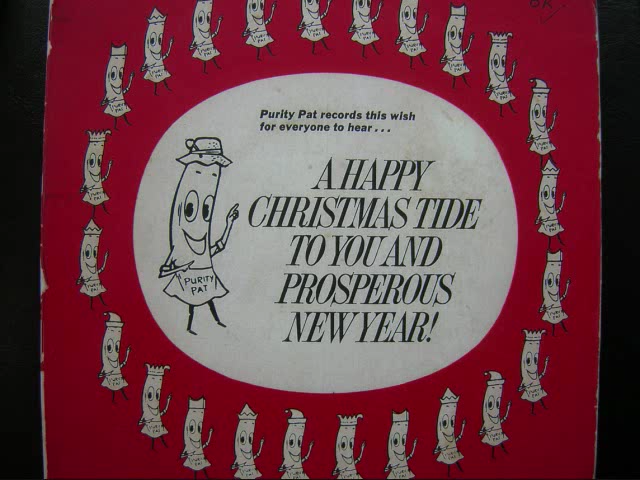 Purity Pat records this wish
for everyone to hear...
A HAPPY
CHRISTMAS TIDE
TO YOU AND
PROSPEROUS
NEW YEAR!
PURITY
PAT